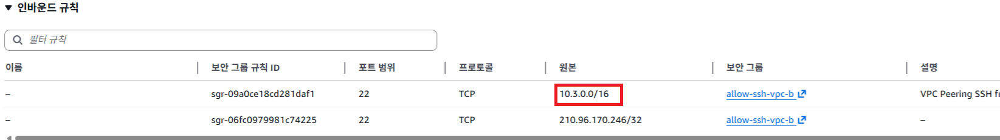 ▼ 인바운드 규칙
필터 규칙
이름 보안 그룹 규칙 ID 포트 범위 프로토콜 원본 보안 그룹 설명
– sgr-09a0ce18cd281daf1 22 TCP 10.3.0.0/16 allow-ssh-vpc-b VPC Peering SSH
– sgr-06fc0979981c74225 22 TCP 210.96.170.246/32 allow-ssh-vpc-b –